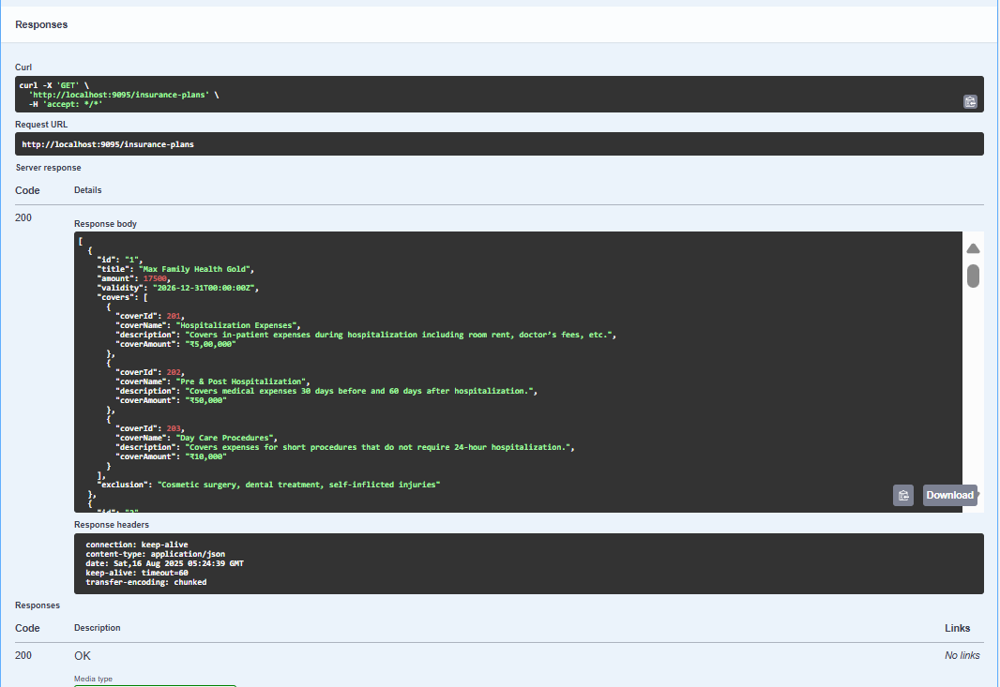 Responses
Curl
curl -X 'GET' \
'http://localhost:9095/insurance-plans' \
-H 'accept: */*'
Request URL
http://localhost:9095/insurance-plans
Server response
Code Details
200
Response body
[
{
"id": "1",
"title": "Max Family Health Gold",
"amount": 17500,
"validity": "2026-12-31T00:00:00Z",
"covers": [
{
"coverId": 201,
"coverName": "Hospitalization Expenses",
"description": "Covers in-patient expenses during hospitalization including room rent, doctor’s fees, etc.",
"coverAmount": "₹5,00,000"
},
{
"coverId": 202,
"coverName": "Pre & Post Hospitalization",
"description": "Covers medical expenses 30 days before and 60 days after hospitalization.",
"coverAmount": "₹50,000"
},
{
"coverId": 203,
"coverName": "Day Care Procedures",
"description": "Covers expenses for short procedures that do not require 24-hour hospitalization.",
"coverAmount": "₹10,000"
}
],
"exclusion": "Cosmetic surgery, dental treatment, self-inflicted injuries"
},
{
Download
Response headers
connection: keep-alive
content-type: application/json
date: Sat,16 Aug 2025 05:24:39 GMT
keep-alive: timeout=60
transfer-encoding: chunked
Responses
Code Description Links
200 OK No links
Media type